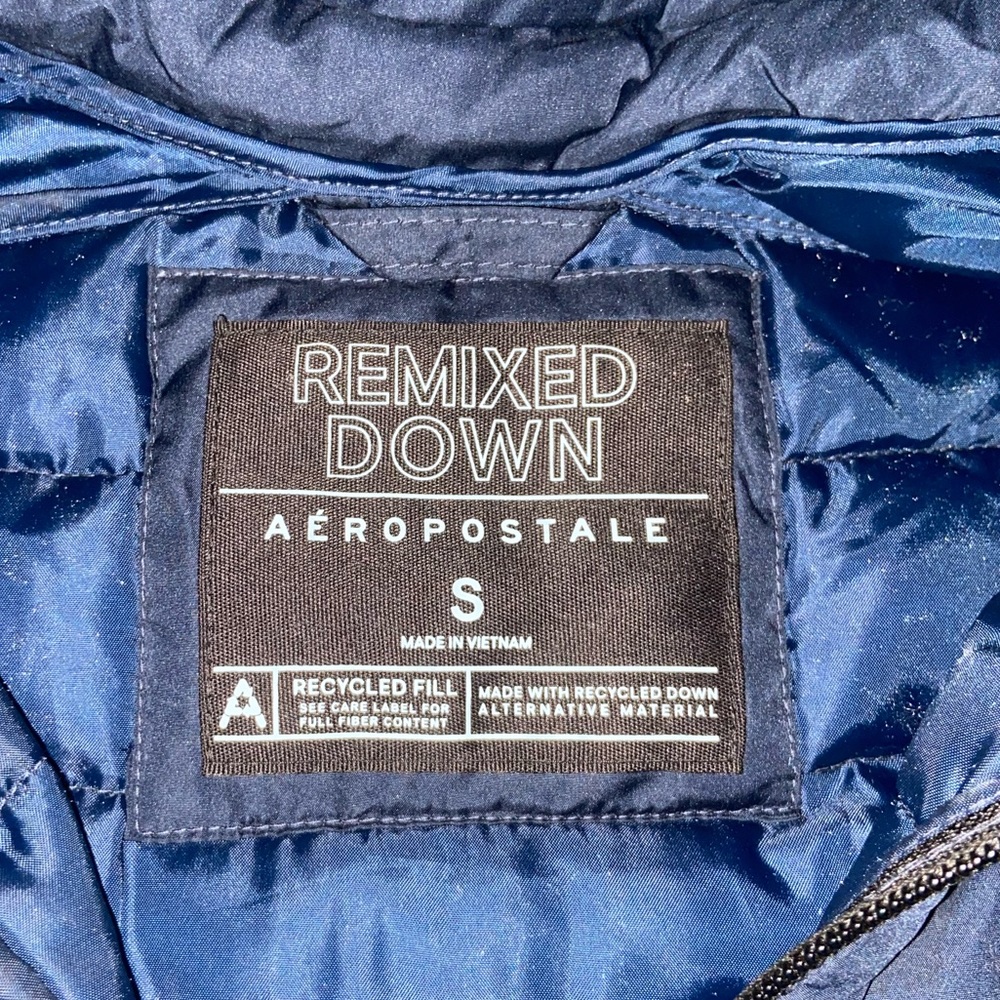 REMIXED
DOWN
AÉROPOSTALE
S
MADE IN VIETNAM
A
RECYCLED FILL
SEE CARE LABEL FOR
FULL FIBER CONTENT
MADE WITH RECYCLED DOWN
ALTERNATIVE MATERIAL